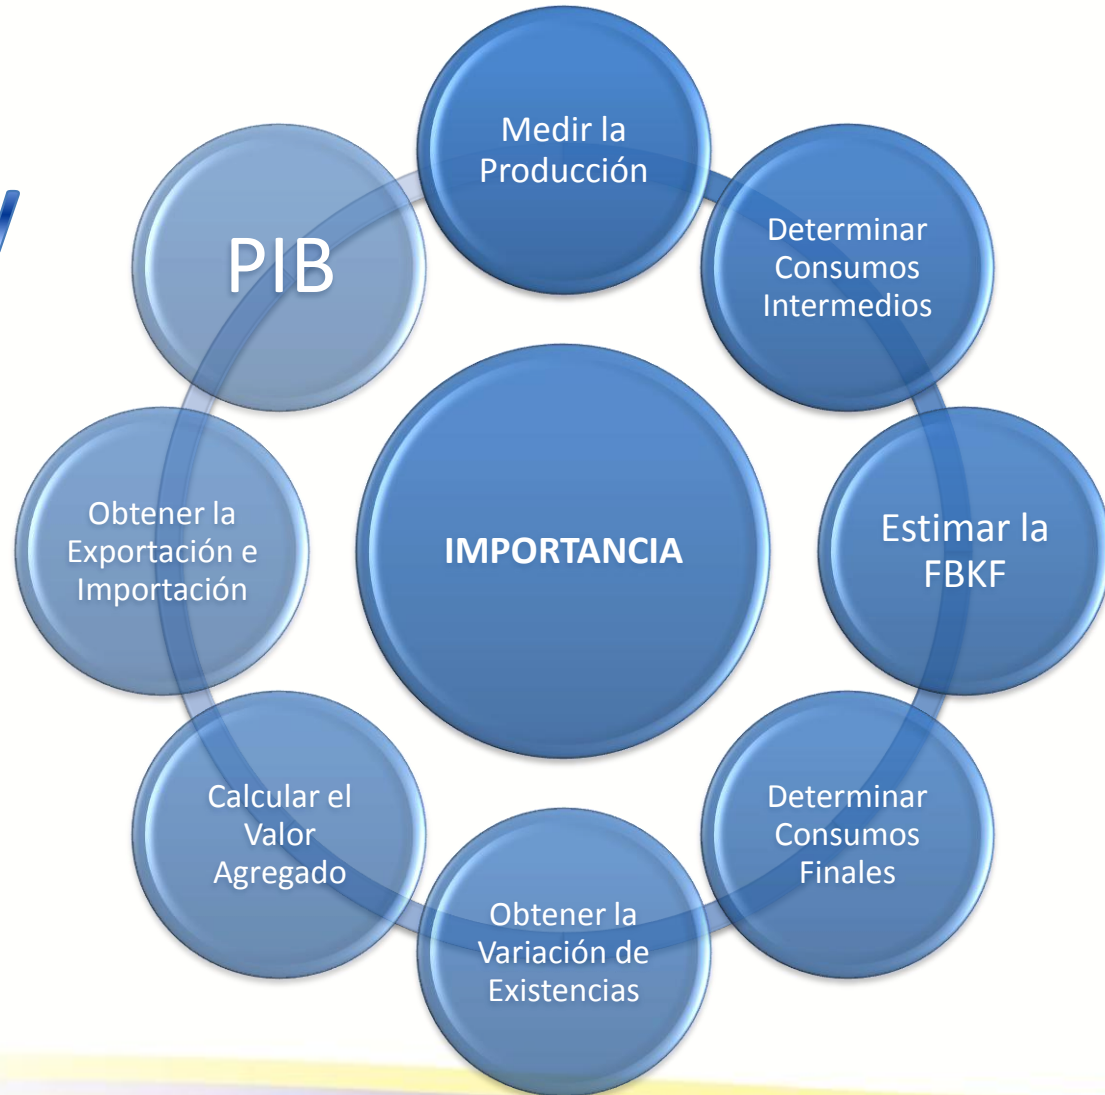 Medir la
Producción
Determinar
Consumos
Intermedios
Estimar la
FBKF
Determinar
Consumos
Finales
Obtener la
Variación de
Existencias
Calcular el
Valor
Agregado
Obtener la
Exportación e
Importación
PIB
IMPORTANCIA